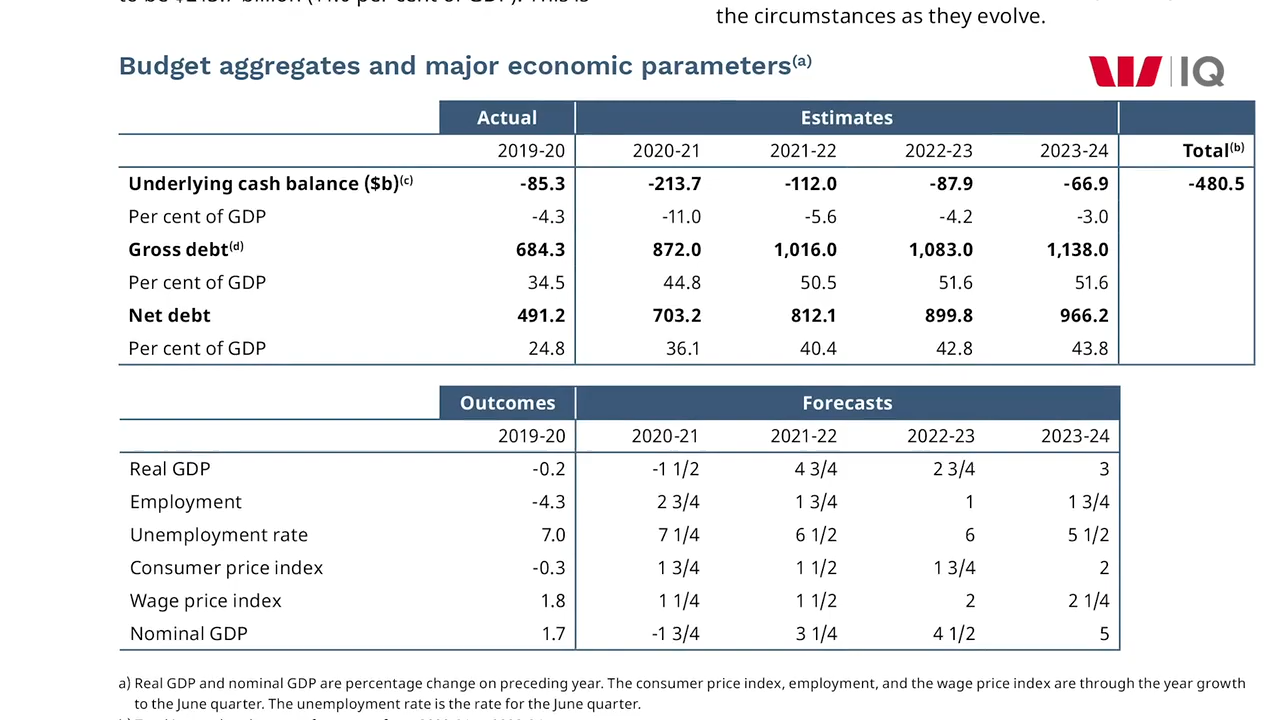 the circumstances as they evolve.
Budget aggregates and major economic parameters(a)
IQ
Actual Estimates
2019-20 2020-21 2021-22 2022-23 2023-24 Total(b)
Underlying cash balance ($b)(c) -85.3 -213.7 -112.0 -87.9 -66.9 -480.5
Per cent of GDP -4.3 -11.0 -5.6 -4.2 -3.0
Gross debt(d) 684.3 872.0 1,016.0 1,083.0 1,138.0
Per cent of GDP 34.5 44.8 50.5 51.6 51.6
Net debt 491.2 703.2 812.1 899.8 966.2
Per cent of GDP 24.8 36.1 40.4 42.8 43.8
Outcomes Forecasts
2019-20 2020-21 2021-22 2022-23 2023-24
Real GDP -0.2 -1 1/2 4 3/4 2 3/4 3
Employment -4.3 2 3/4 1 3/4 1 1 3/4
Unemployment rate 7.0 7 1/4 6 1/2 6 5 1/2
Consumer price index -0.3 1 3/4 1 1/2 1 3/4 2
Wage price index 1.8 1 1/4 1 1/2 2 2 1/4
Nominal GDP 1.7 -1 3/4 3 1/4 4 1/2 5
a) Real GDP and nominal GDP are percentage change on preceding year. The consumer price index, employment, and the wage price index are through the year growth
to the June quarter. The unemployment rate is the rate for the June quarter.